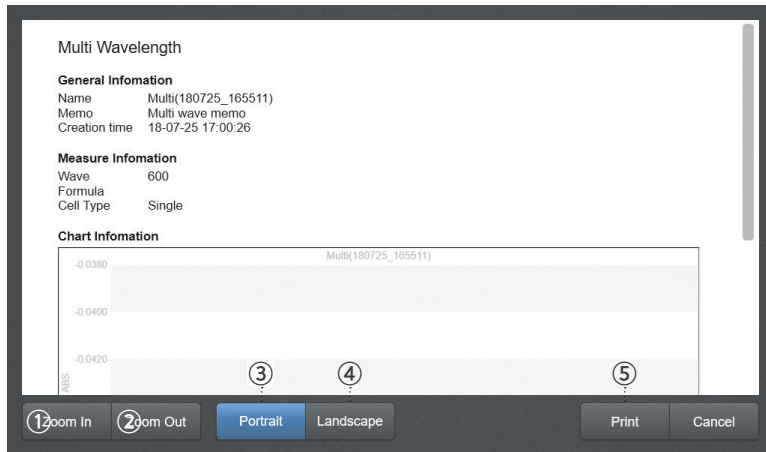 Multi Wavelength
General Infomation
Name Multi(180725_165511)
Memo Multi wave memo
Creation time 18-07-25 17:00:26
Measure Infomation
Wave 600
Formula
Cell Type Single
Chart Infomation
Multi(180725_165511)
-0.0380
-0.0400
-0.0420
ABS
③ ④ ⑤
①Zoom In ②Zoom Out Portrait Landscape Print Cancel